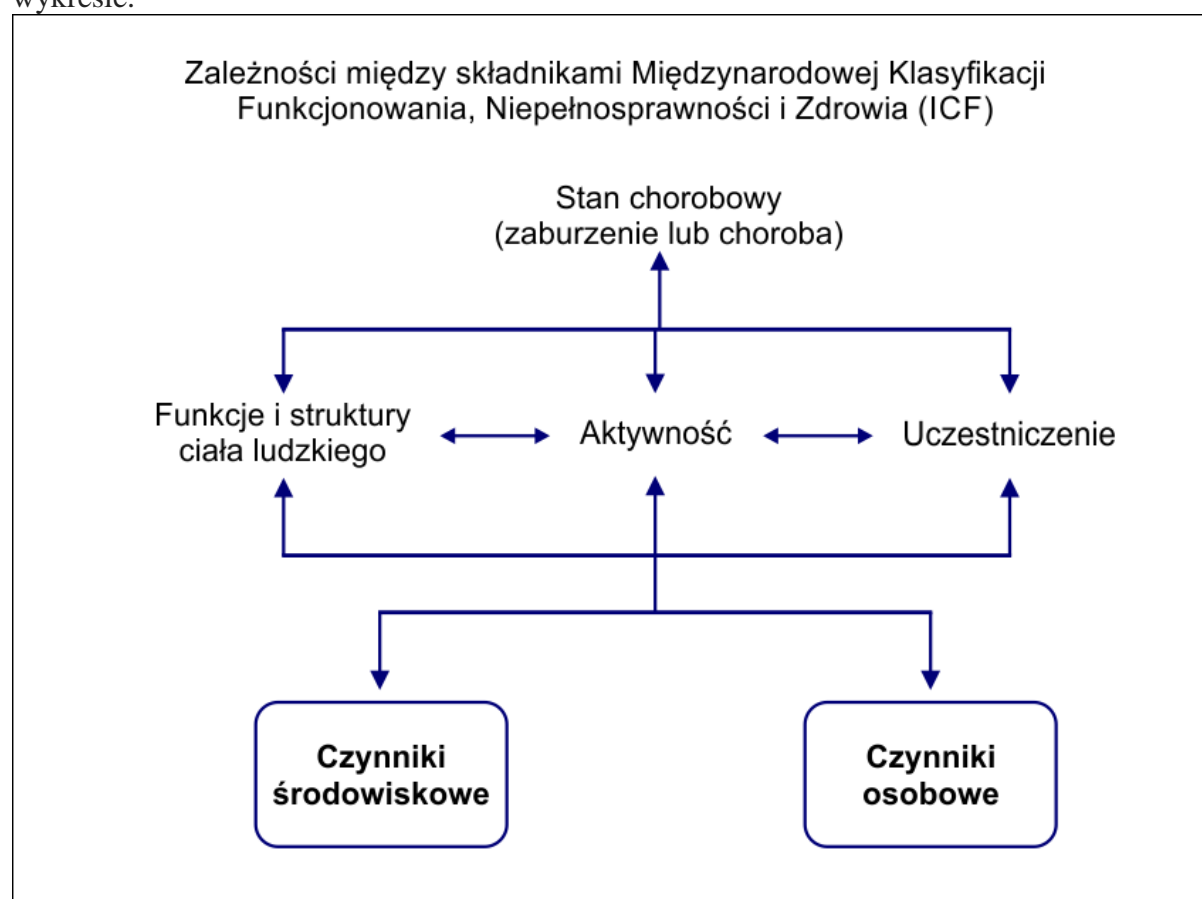 wykresie.
Zależności między składnikami Międzynarodowej Klasyfikacji
Funkcjonowania, Niepełnosprawności i Zdrowia (ICF)
Stan chorobowy
(zaburzenie lub choroba)
Funkcje i struktury
ciała ludzkiego
Aktywność
Uczestniczenie
Czynniki
środowiskowe
Czynniki
osobowe